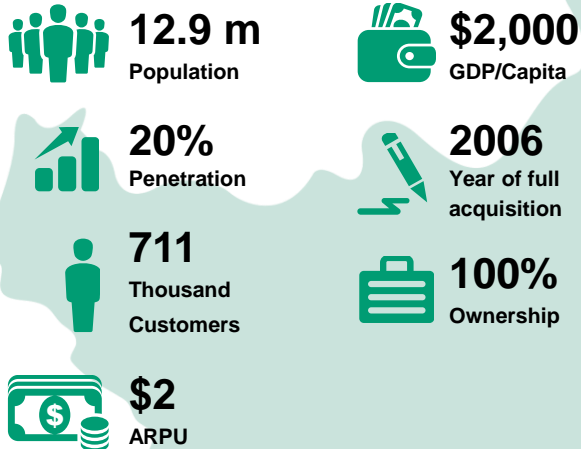 12.9 m
Population
$2,000
GDP/Capita
20%
Penetration
2006
Year of full
acquisition
711
Thousand
Customers
100%
Ownership
$2
ARPU